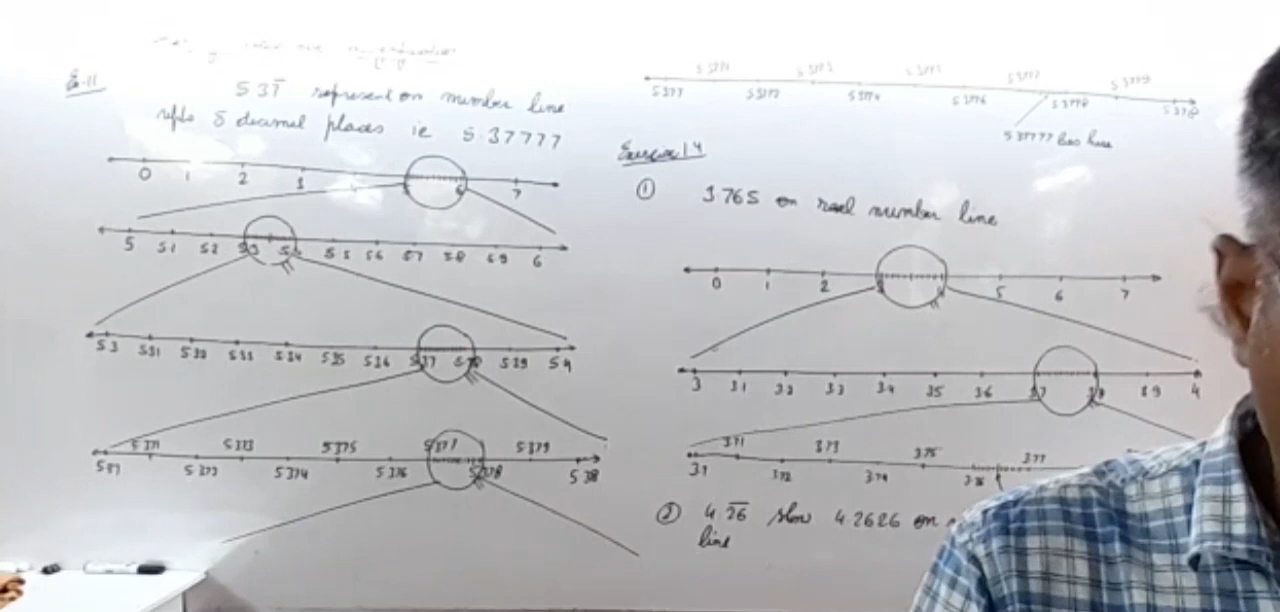 Ex-11
5 37̅ represent on number line
upto 5 decimal places ie 5.37777
0 1 2 3 6 7
5 5 1 5 2 5 3 5 4 5 5 5 6 5 7 5 8 5 9 6
5 3 5 31 5 32 5 33 5 34 5 35 5 36 5 37 5 38 5 39 5 4
5 371 5 373 5 375 5 377 5 379
5 37 5 372 5 374 5 376 5 378 5 38
5 3771 5 3773 5 3775 5 3777 5 3779
5 377 5 3772 5 3774 5 3776 5 3778 5 378
5 37777 lies here
Exercise 1.4
① 3 765 on real number line
0 1 2 3 4 5 6 7
3 3 1 3 2 3 3 3 4 3 5 3 6 3 7 3 8 3 9 4
3 71 3 73 3 75 3 77
3 7 3 72 3 74 3 76
② 4.2̅6̅ show 4.2626 on
line